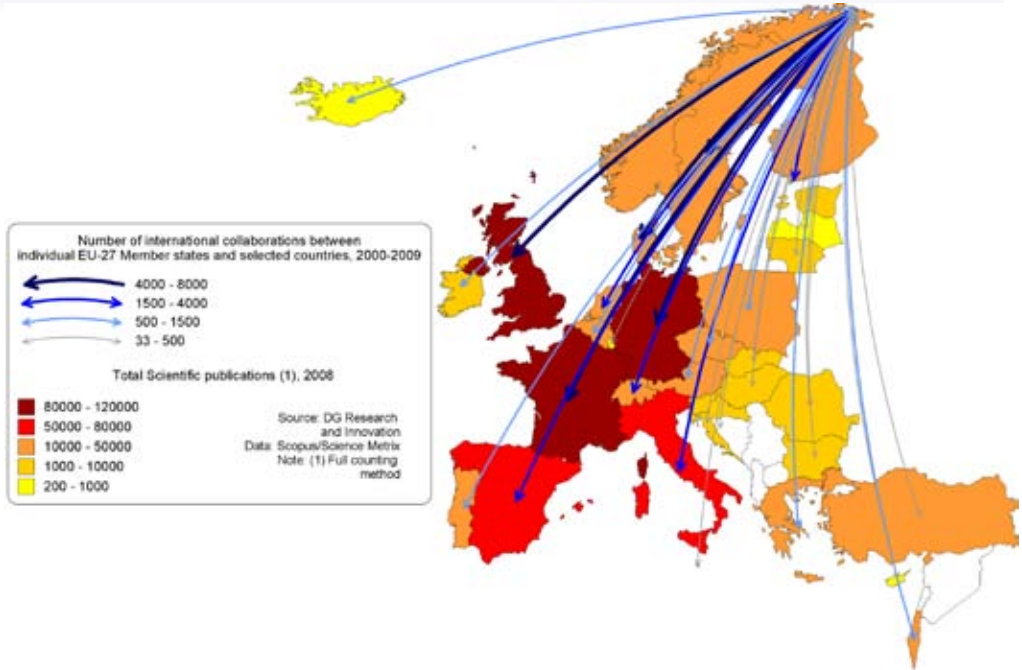 Number of international collaborations between
individual EU-27 Member states and selected countries, 2000-2009
4000 - 8000
1500 - 4000
500 - 1500
33 - 500
Total Scientific publications (1), 2008
80000 - 120000
50000 - 80000
10000 - 50000
1000 - 10000
200 - 1000
Source: DG Research
and Innovation
Data: Scopus/Science Metrix
Note: (1) Full counting
method